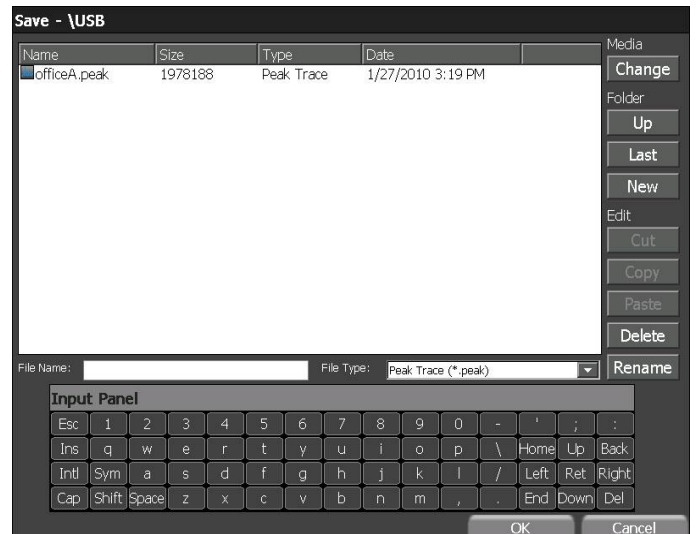 Save - \USB
Name Size Type Date
officeA.peak 1978188 Peak Trace 1/27/2010 3:19 PM
Media
Change
Folder
Up
Last
New
Edit
Cut
Copy
Paste
Delete
Rename
File Name: File Type: Peak Trace (*.peak)
Input Panel
Esc 1 2 3 4 5 6 7 8 9 0 - ' ; :
Ins q w e r t y u i o p \ Home Up Back
Intl Sym a s d f g h j k l / Left Ret Right
Cap Shift Space z x c v b n m , . End Down Del
OK Cancel